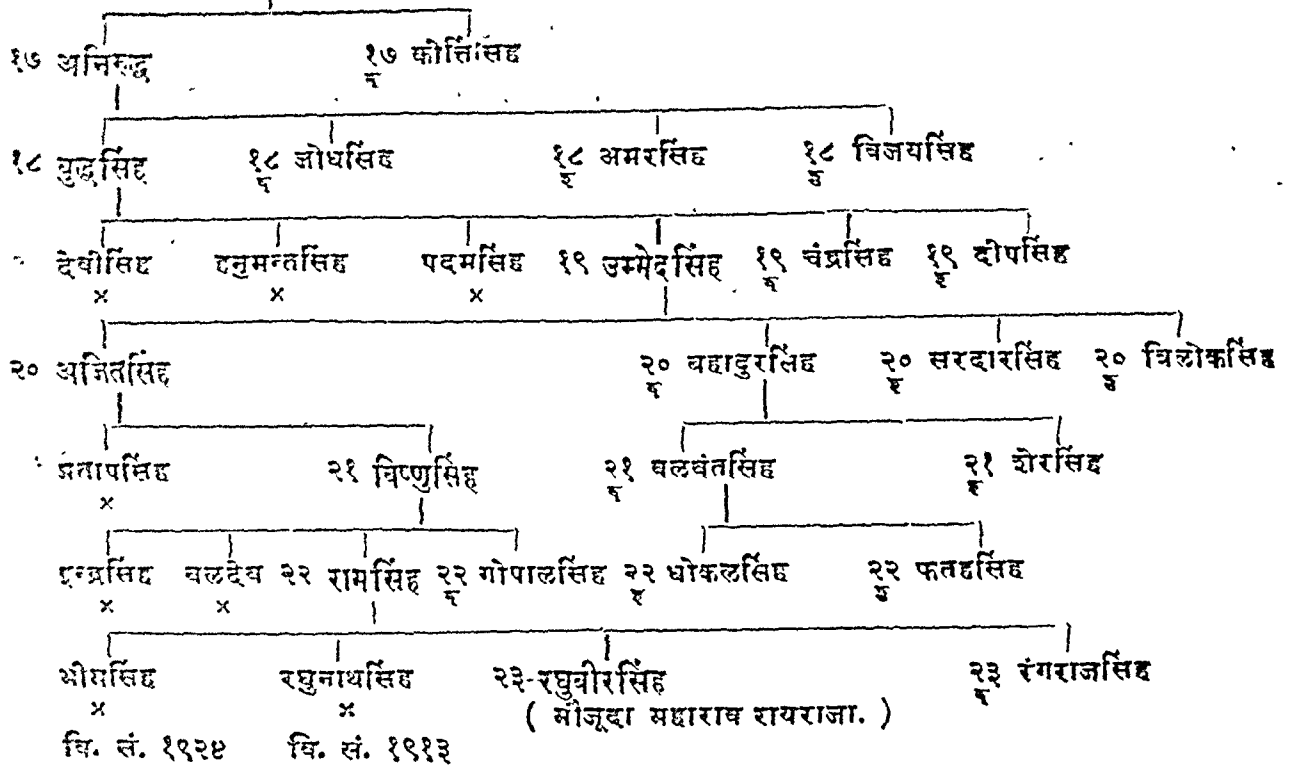 १७ अनिरुद्ध १७ कीर्त्तिसिंह
१८ बुद्धसिंह १८ जोधसिंह १८ अमरसिंह १८ विजयसिंह
देवीसिंह हनुमन्तसिंह पदमसिंह १९ उम्मेदसिंह १९ चंद्रसिंह १९ दीपसिंह
× × ×
२० अजितसिंह २० बहादुरसिंह २० सरदारसिंह २० त्रिलोकसिंह
प्रतापसिंह २१ विष्णुसिंह २१ बलवंतसिंह २१ शेरसिंह
×
इन्द्रसिंह बलदेव २२ रामसिंह २२ गोपालसिंह २२ धोकलसिंह २२ फतहसिंह
× ×
भीमसिंह रघुनाथसिंह २३-रघुवीरसिंह २३ रंगराजसिंह
× × ( मौजूदा महाराव रायराजा. )
वि. सं. १९२४ वि. सं. १९१३